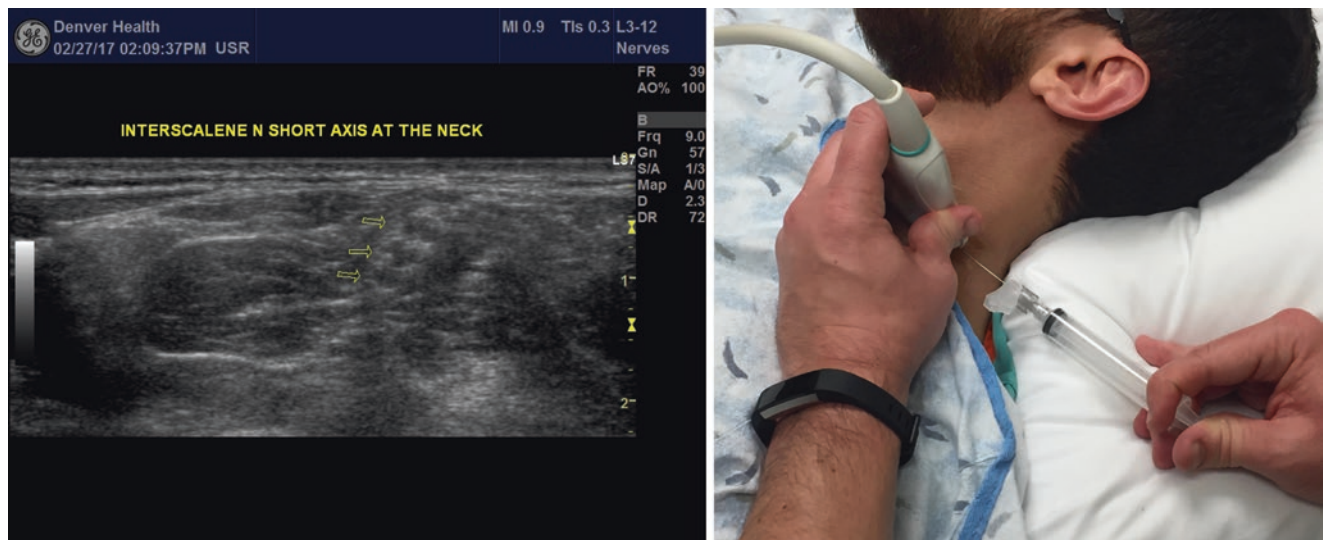 Denver Health
02/27/17 02:09:37PM USR
MI 0.9 TIs 0.3 L3-12
Nerves
FR 39
AO% 100
INTERSCALENE N SHORT AXIS AT THE NECK
B
Frq 9.0
Gn 57
S/A 1/3
Map A/0
D 2.3
DR 72
1
2